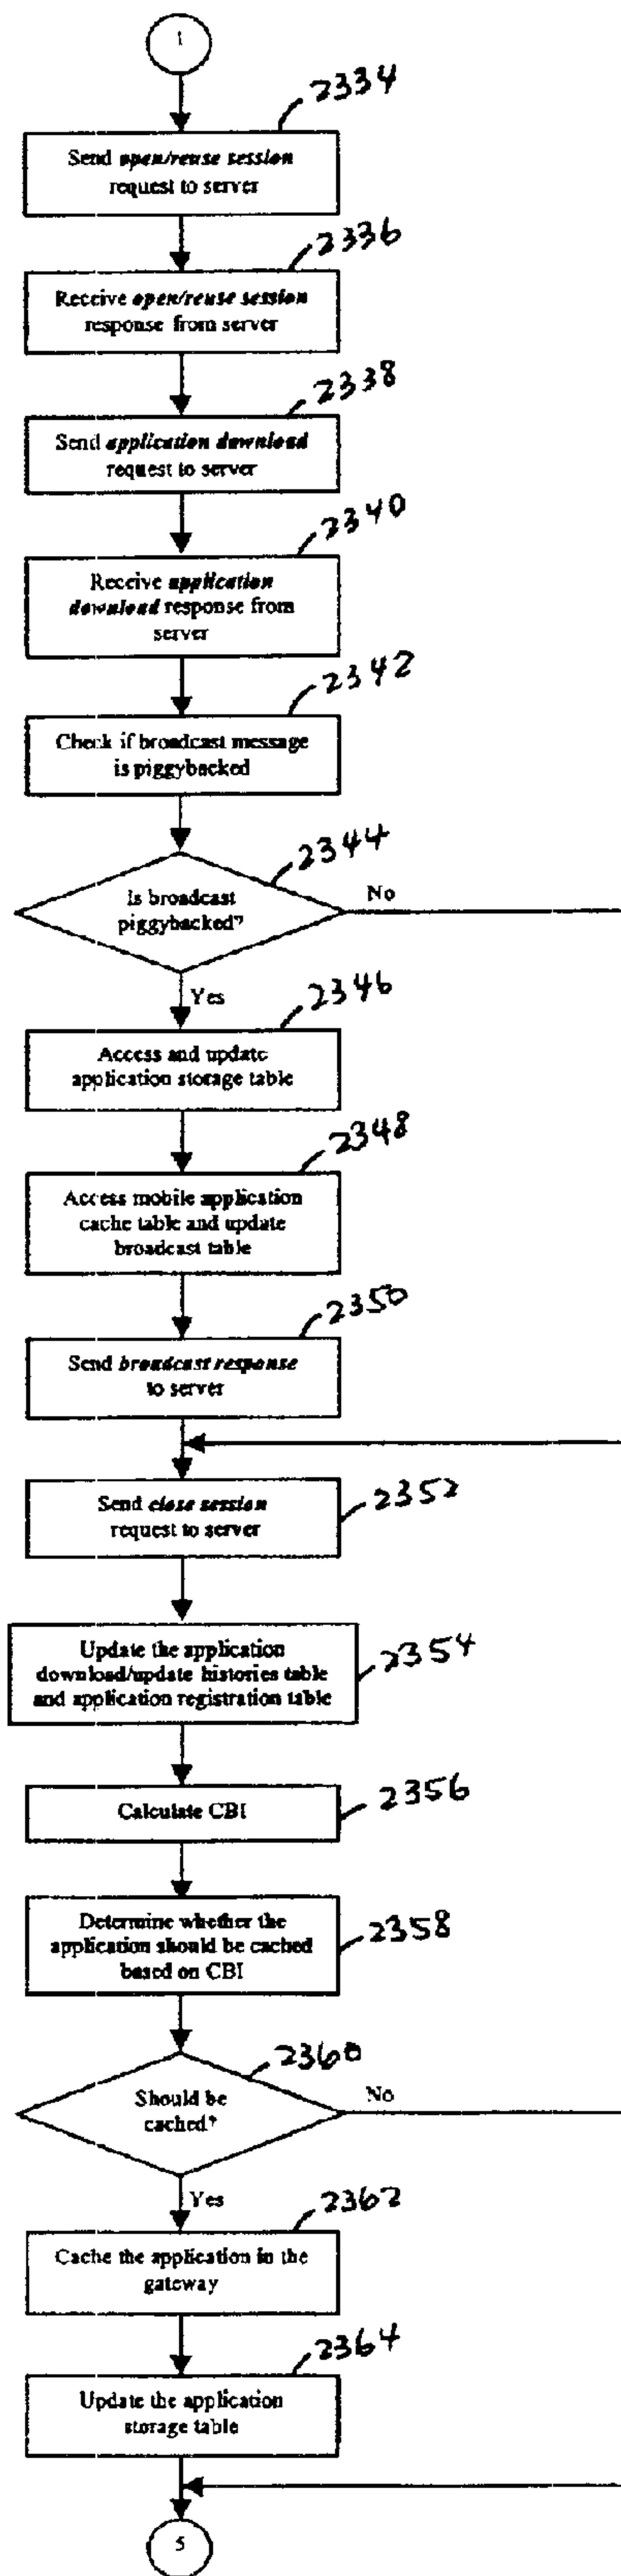 1
2334
Send open/reuse session
request to server
2336
Receive open/reuse session
response from server
2338
Send application download
request to server
2340
Receive application
download response from
server
2342
Check if broadcast message
is piggybacked
2344
Is broadcast
piggybacked?
No
Yes
2346
Access and update
application storage table
2348
Access mobile application
cache table and update
broadcast table
2350
Send broadcast response
to server
Send close session
request to server
2352
Update the application
download/update histories table
and application registration table
2354
Calculate CBI
2356
Determine whether the
application should be cached
based on CBI
2358
2360
Should be
cached?
No
Yes
2362
Cache the application in the
gateway
2364
Update the application
storage table
5